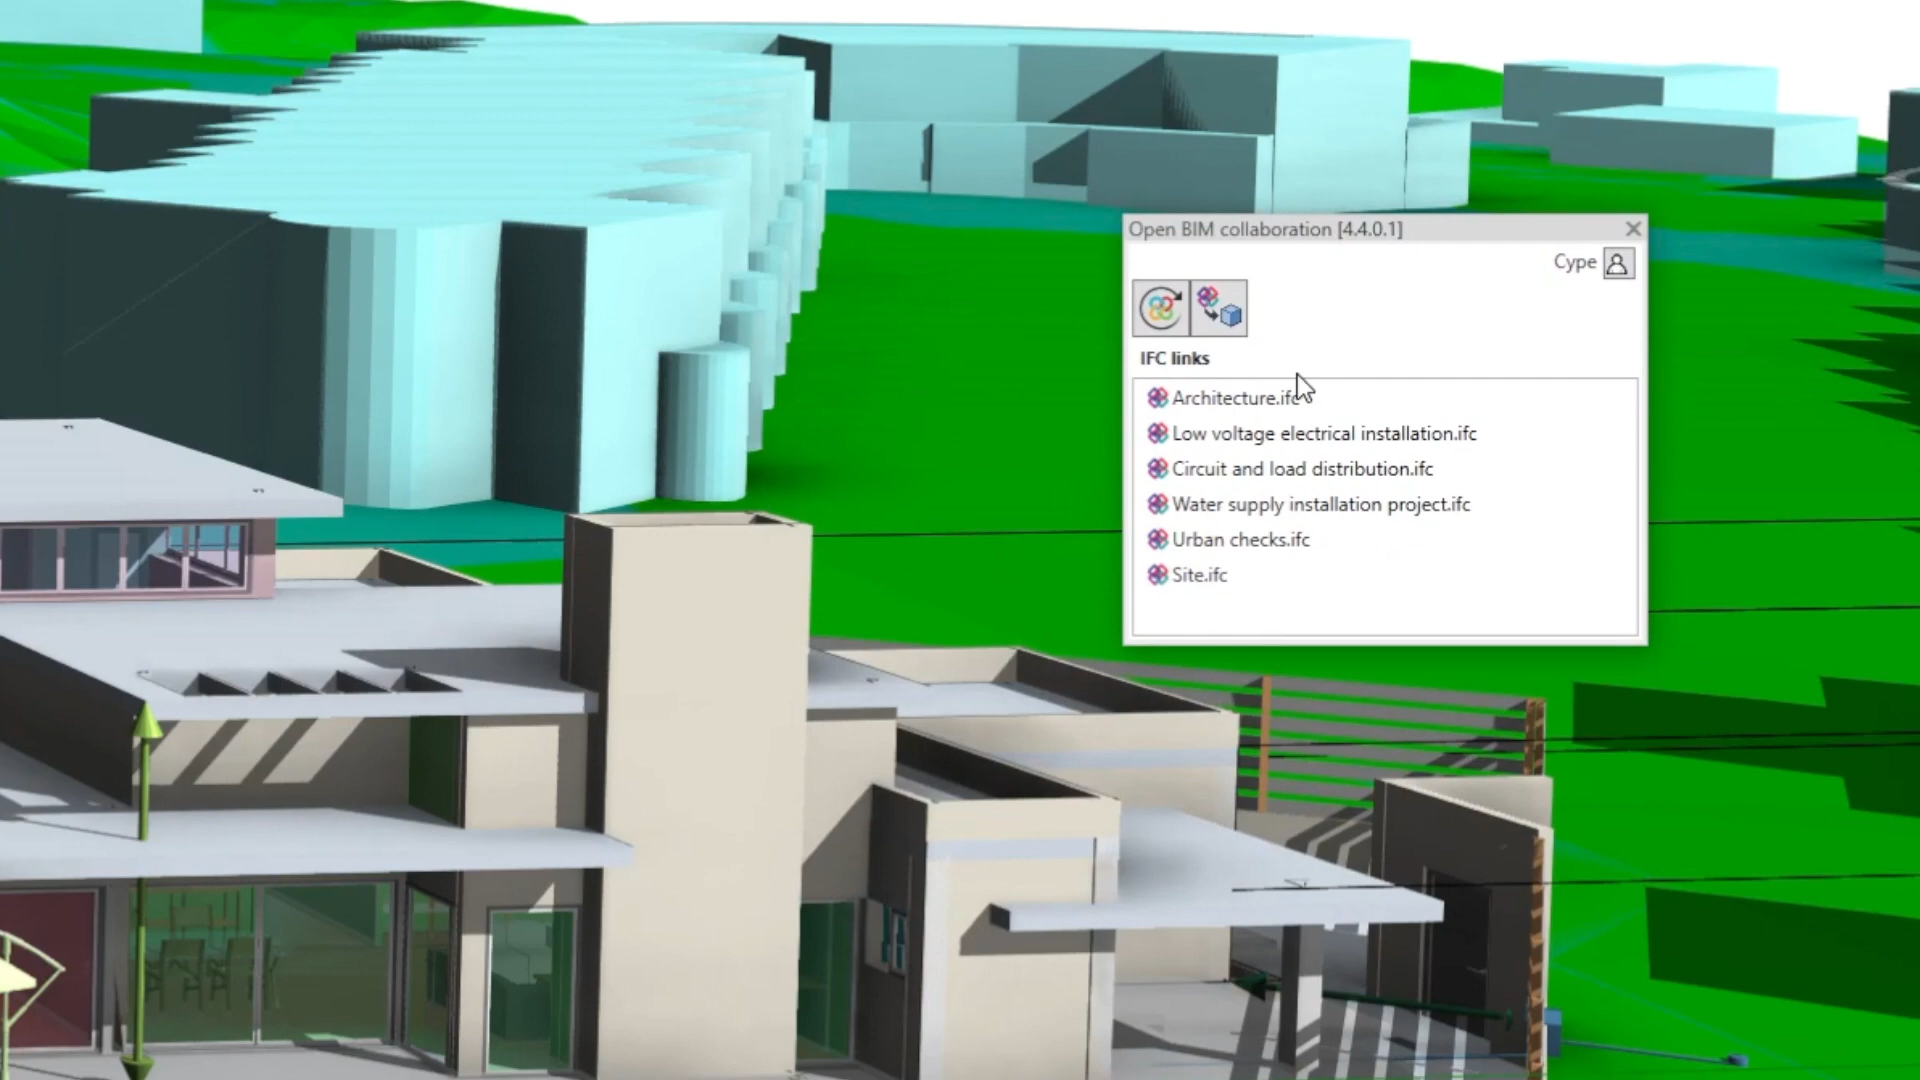 Open BIM collaboration [4.4.0.1]
Cype
IFC links
Architecture.ifc
Low voltage electrical installation.ifc
Circuit and load distribution.ifc
Water supply installation project.ifc
Urban checks.ifc
Site.ifc